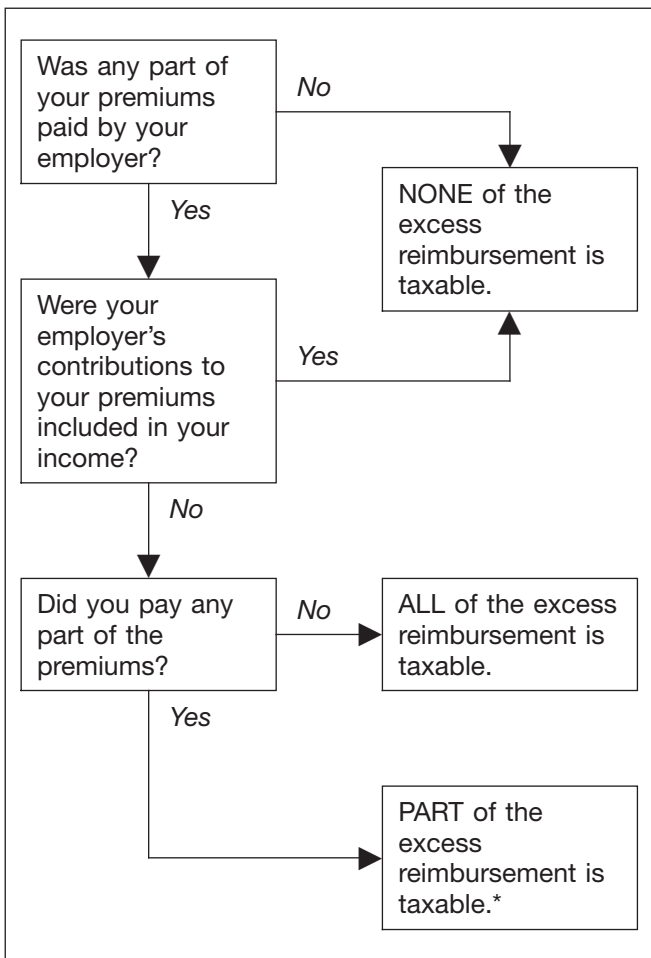 Was any part of
your premiums
paid by your
employer?
No
Yes
NONE of the
excess
reimbursement is
taxable.
Were your
employer’s
contributions to
your premiums
included in your
income?
Yes
No
Did you pay any
part of the
premiums?
No
ALL of the excess
reimbursement is
taxable.
Yes
PART of the
excess
reimbursement is
taxable.*